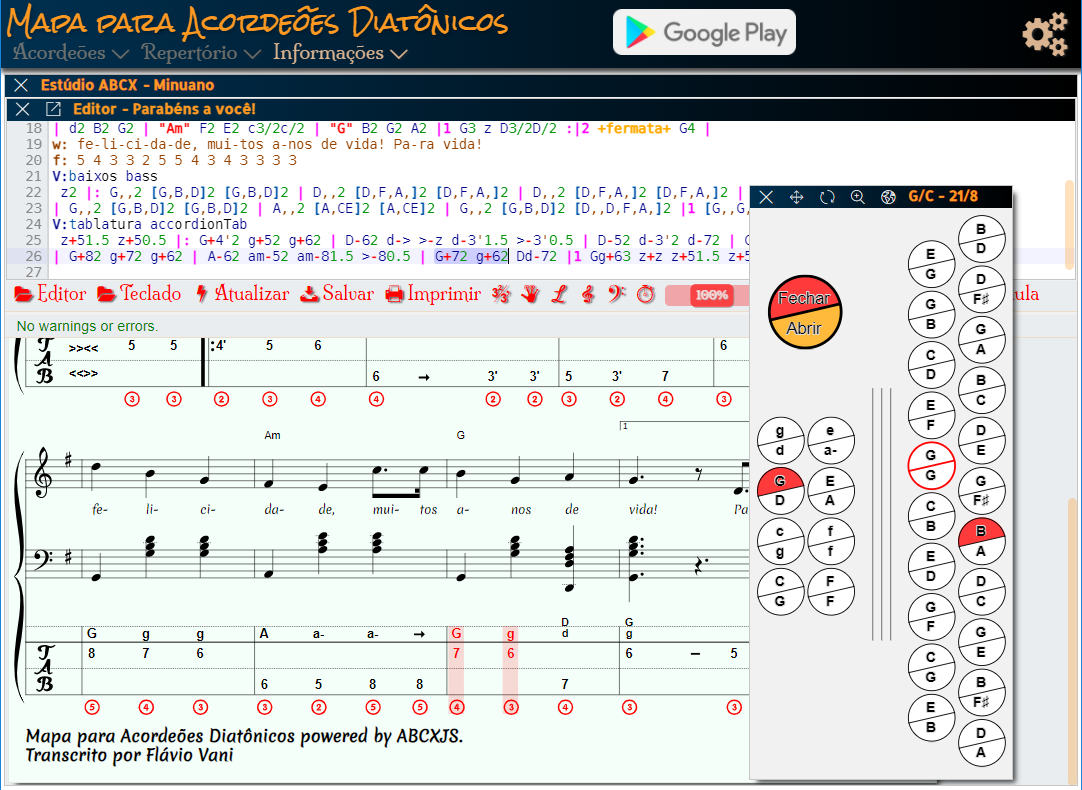 Mapa para Acordeões Diatônicos
Acordeões Repertório Informações
Google Play
Estúdio ABCX - Minuano
Editor - Parabéns a você!
18 | d2 B2 G2 | "Am" F2 E2 c3/2c/2 | "G" B2 G2 A2 |1 G3 z D3/2D/2 :|2 +fermata+ G4 |
19 w: fe-li-ci-da-de, mui-tos a-nos de vida! Pa-ra vida!
20 f: 5 4 3 3 2 5 5 4 3 4 3 3 3 3
21 V:baixos bass
22 z2 |: G,,2 [G,B,D]2 [G,B,D]2 | D,,2 [D,F,A,]2 [D,F,A,]2 | D,,2 [D,F,A,]2 [D,F,A,]2 |
23 | G,,2 [G,B,D]2 [G,B,D]2 | A,,2 [A,CE]2 [A,CE]2 | G,,2 [G,B,D]2 [D,,D,F,A,]2 |1 [G,,G,
24 V:tablatura accordionTab
25 z+51.5 z+50.5 |: G+4'2 g+52 g+62 | D-62 d-> >-z d-3'1.5 >-3'0.5 | D-52 d-3'2 d-72 |
26 | G+82 g+72 g+62 | A-62 am-52 am-81.5 >-80.5 | G+72 g+62 Dd-72 |1 Gg+63 z+z z+51.5 z+5
27
Editor Teclado Atualizar Salvar Imprimir 100%
No warnings or errors.
TAB >><< 5 5 :4' 5 6 6
<<>> 6 → 3' 3' 5 3' 7
3 3 2 3 4 4 2 2 3 2 4 3
Am G 1
fe- li- ci- da- de, mui- tos a- nos de vida! Pa
G g g A a- a- → G g D d G g
TAB 8 7 6 7 6 6 – 5
6 5 8 8 7
5 4 3 3 2 5 5 4 3 4 3 3
Mapa para Acordeões Diatônicos powered by ABCXJS.
Transcrito por Flávio Vani
G/C - 21/8
Fechar
Abrir
g d e a-
G D E A
c g f f
C G F F
E G
G B
C D
E F
G G
C B
E D
G F
C G
E B
B D
D F♯
G A
B C
D E
G F♯
B A
D C
G E
B F♯
D A